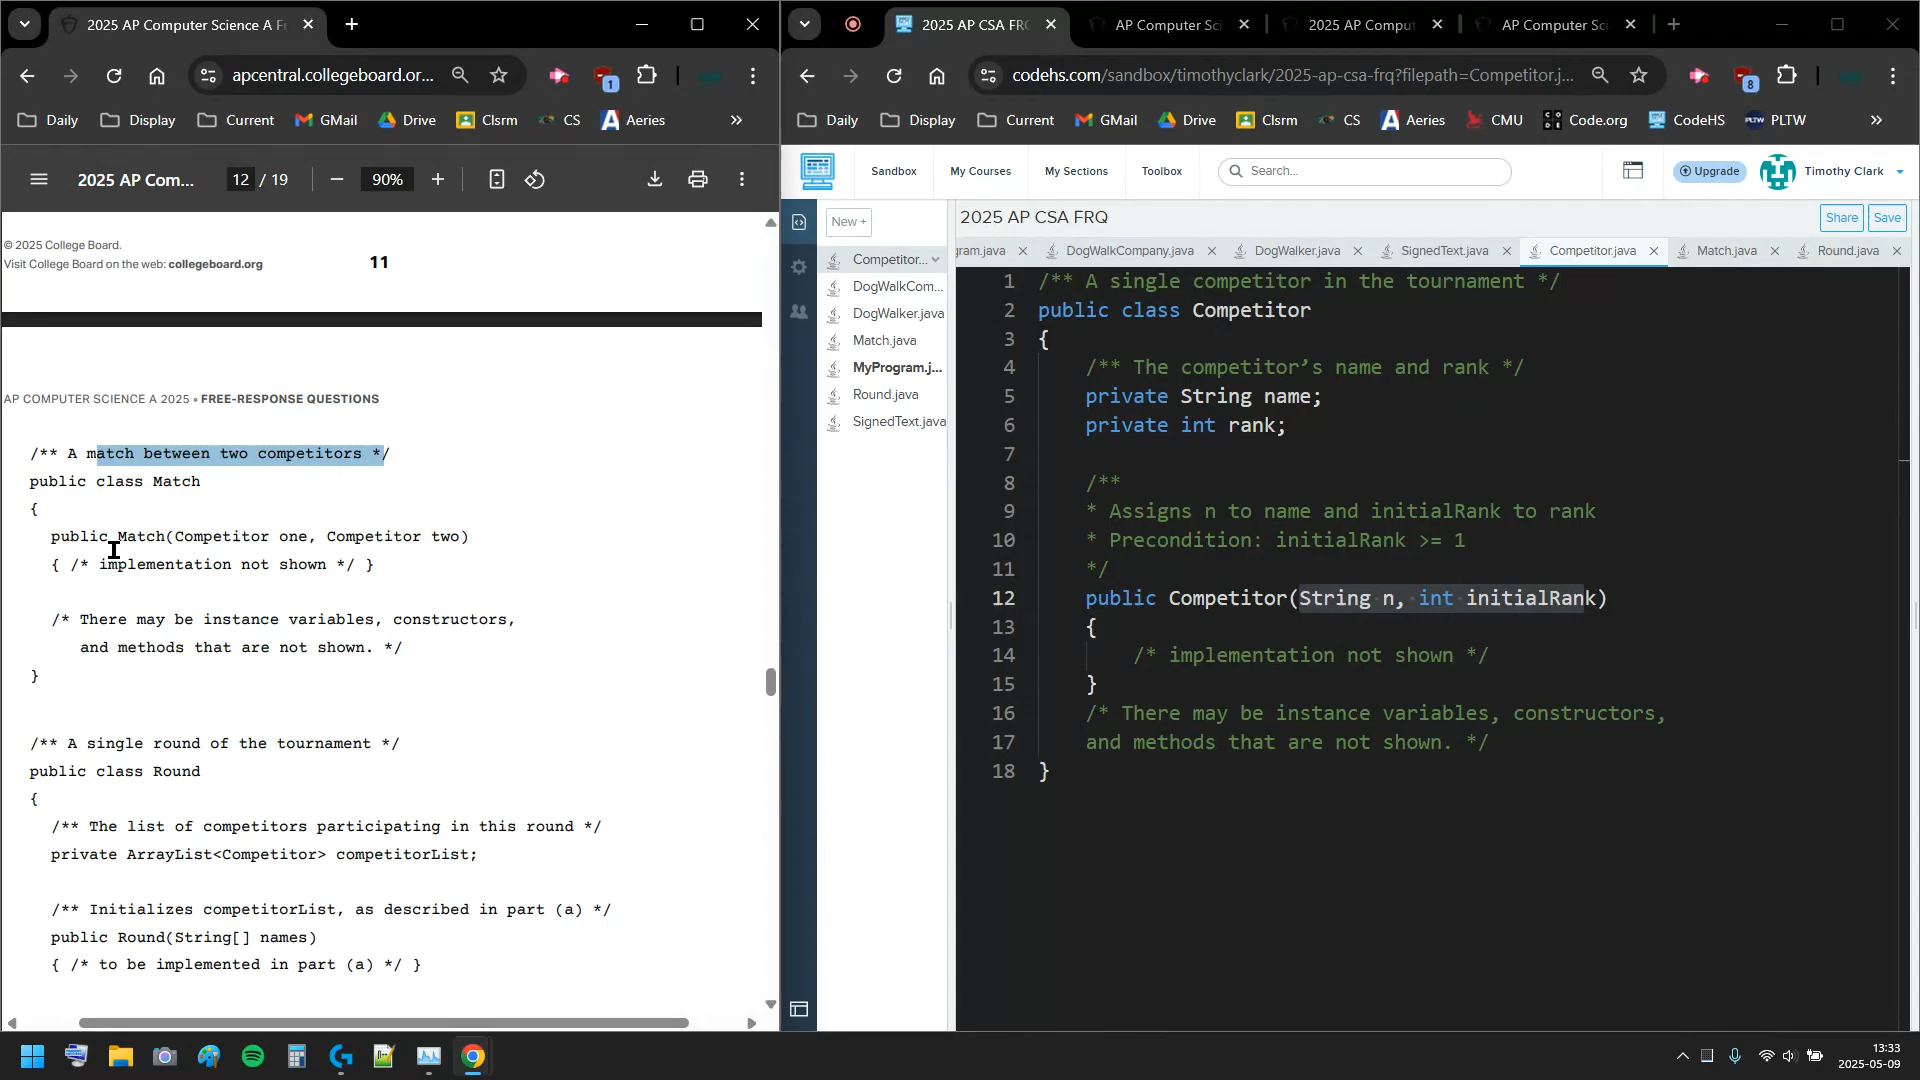 2025 AP Computer Science A F
apcentral.collegeboard.or...
1
Daily
Display
Current
GMail
Drive
Clsrm
CS
Aeries
»
2025 AP Com...
12 / 19
90%
© 2025 College Board.
Visit College Board on the web: collegeboard.org
11
AP COMPUTER SCIENCE A 2025 • FREE-RESPONSE QUESTIONS
/** A match between two competitors */
public class Match
{
public Match(Competitor one, Competitor two)
{ /* implementation not shown */ }
/* There may be instance variables, constructors,
and methods that are not shown. */
}
/** A single round of the tournament */
public class Round
{
/** The list of competitors participating in this round */
private ArrayList<Competitor> competitorList;
/** Initializes competitorList, as described in part (a) */
public Round(String[] names)
{ /* to be implemented in part (a) */ }
2025 AP CSA FRQ
AP Computer Sci
2025 AP Comput
AP Computer Sci
codehs.com/sandbox/timothyclark/2025-ap-csa-frq?filepath=Competitor.j...
8
Daily
Display
Current
GMail
Drive
Clsrm
CS
Aeries
CMU
Code.org
CodeHS
PLTW
»
Sandbox
My Courses
My Sections
Toolbox
Search...
Upgrade
Timothy Clark
New +
2025 AP CSA FRQ
Share
Save
gram.java
DogWalkCompany.java
DogWalker.java
SignedText.java
Competitor.java
Match.java
Round.java
Competitor...
DogWalkCom...
DogWalker.java
Match.java
MyProgram.j...
Round.java
SignedText.java
1 /** A single competitor in the tournament */
2 public class Competitor
3 {
4 /** The competitor’s name and rank */
5 private String name;
6 private int rank;
7
8 /**
9 * Assigns n to name and initialRank to rank
10 * Precondition: initialRank >= 1
11 */
12 public Competitor(String n, int initialRank)
13 {
14 /* implementation not shown */
15 }
16 /* There may be instance variables, constructors,
17 and methods that are not shown. */
18 }
13:33
2025-05-09